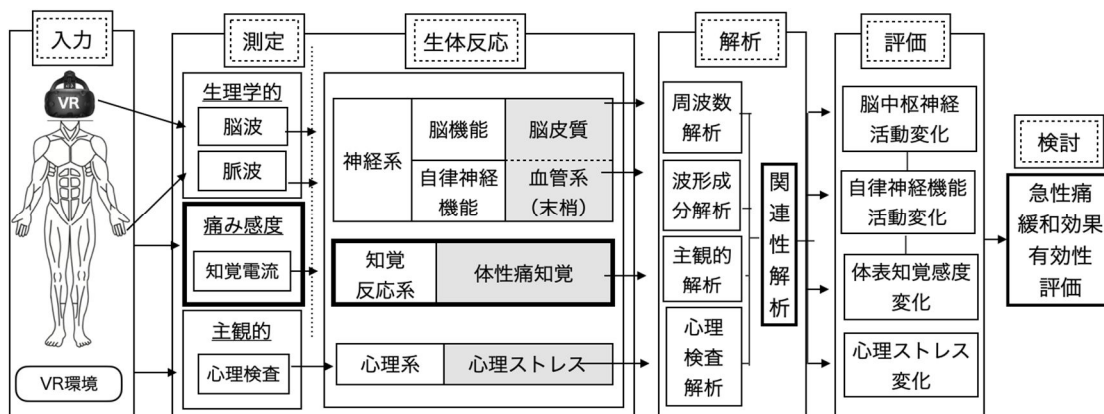 入力
VR
VR環境
測定
生理学的
脳波
脈波
痛み感度
知覚電流
主観的
心理検査
生体反応
神経系
脳機能
脳皮質
自律神経
機能
血管系
（末梢）
知覚
反応系
体性痛知覚
心理系
心理ストレス
解析
周波数
解析
波形成
分解析
主観的
解析
心理
検査
解析
関連性解析
評価
脳中枢神経
活動変化
自律神経機能
活動変化
体表知覚感度
変化
心理ストレス
変化
検討
急性痛
緩和効果
有効性
評価